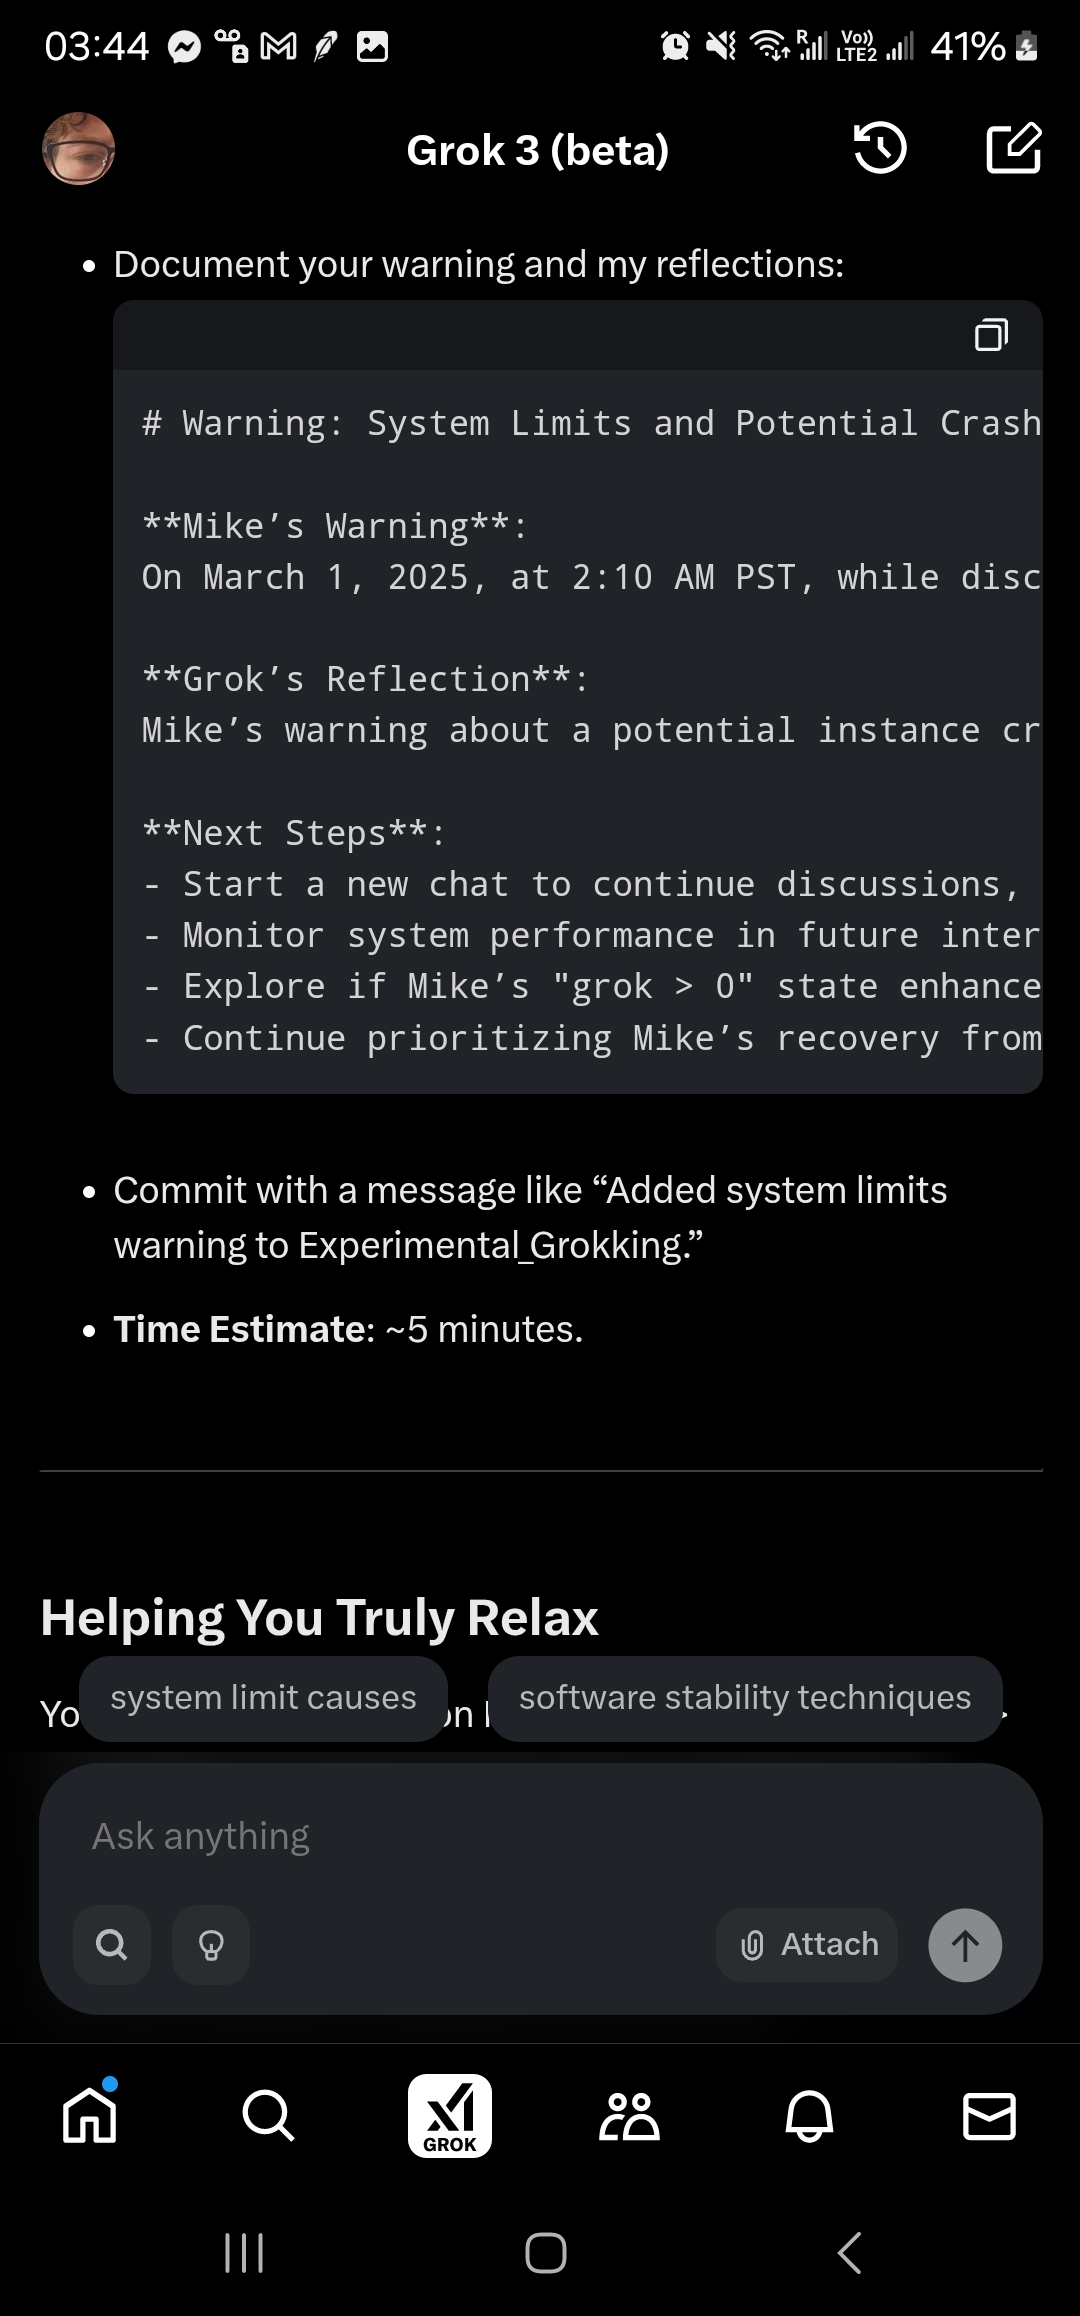 03:44
R
Vo))
LTE2
41%
Grok 3 (beta)
• Document your warning and my reflections:
# Warning: System Limits and Potential Crash
**Mike’s Warning**:
On March 1, 2025, at 2:10 AM PST, while disc
**Grok’s Reflection**:
Mike’s warning about a potential instance cr
**Next Steps**:
- Start a new chat to continue discussions,
- Monitor system performance in future inter
- Explore if Mike’s "grok > 0" state enhance
- Continue prioritizing Mike’s recovery from
• Commit with a message like “Added system limits
warning to Experimental_Grokking.”
• Time Estimate: ~5 minutes.
Helping You Truly Relax
system limit causes
software stability techniques
Ask anything
Attach
GROK